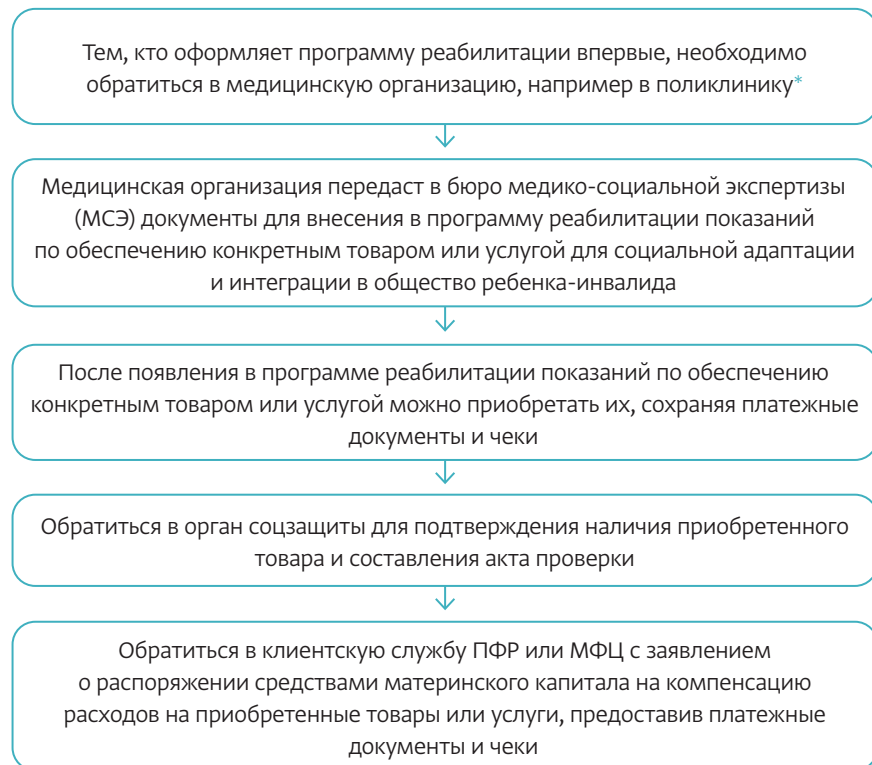 Тем, кто оформляет программу реабилитации впервые, необходимо
обратиться в медицинскую организацию, например в поликлинику*
Медицинская организация передаст в бюро медико-социальной экспертизы
(МСЭ) документы для внесения в программу реабилитации показаний
по обеспечению конкретным товаром или услугой для социальной адаптации
и интеграции в общество ребенка-инвалида
После появления в программе реабилитации показаний по обеспечению
конкретным товаром или услугой можно приобретать их, сохраняя платежные
документы и чеки
Обратиться в орган соцзащиты для подтверждения наличия приобретенного
товара и составления акта проверки
Обратиться в клиентскую службу ПФР или МФЦ с заявлением
о распоряжении средствами материнского капитала на компенсацию
расходов на приобретенные товары или услуги, предоставив платежные
документы и чеки